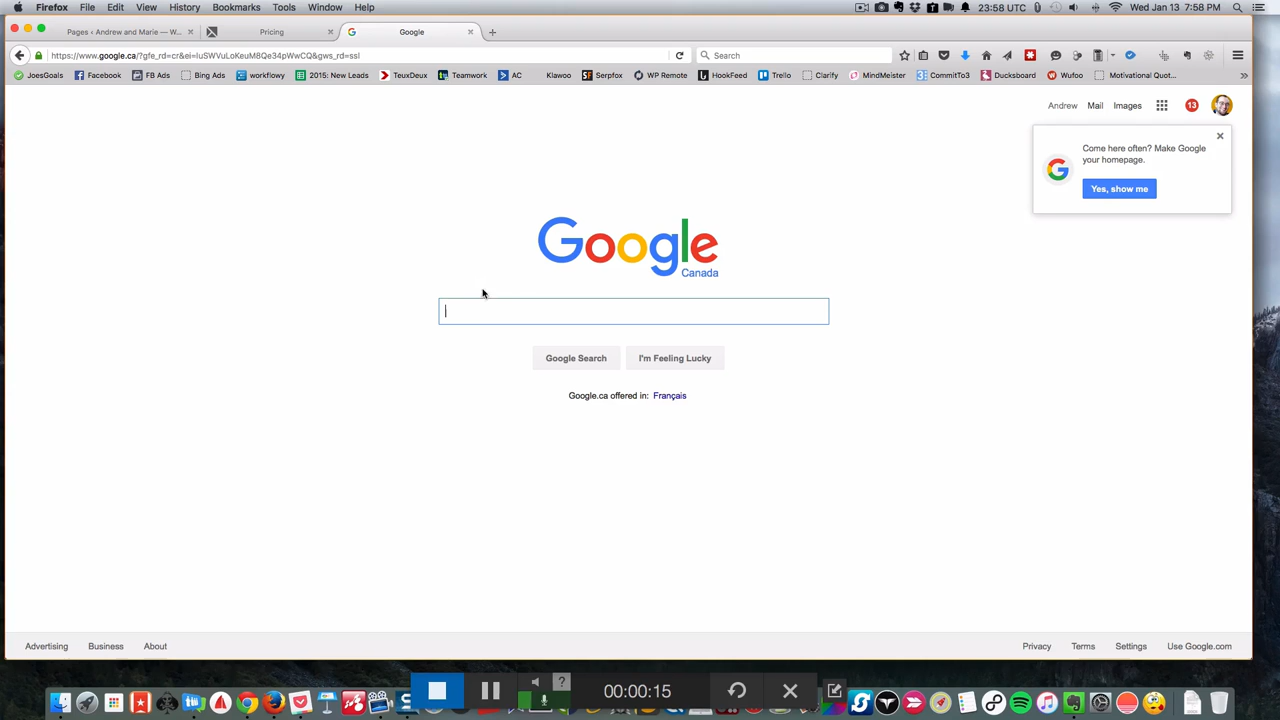 Firefox File Edit View History Bookmarks Tools Window Help 23:58 UTC Wed Jan 13 7:58 PM
Pages ‹ Andrew and Marie — W... Pricing Google
https://www.google.ca/?gfe_rd=cr&ei=IuSWVuLoKeuM8Qe34pWwCQ&gws_rd=ssl Search
JoesGoals Facebook FB Ads Bing Ads workflowy 2015: New Leads TeuxDeux Teamwork AC Klawoo Serpfox WP Remote HookFeed Trello Clarify MindMeister CommitTo3 Ducksboard Wufoo Motivational Quot...
Andrew Mail Images 13
Come here often? Make Google
your homepage.
Yes, show me
Google
Canada
Google Search I'm Feeling Lucky
Google.ca offered in: Français
Advertising Business About Privacy Terms Settings Use Google.com
00:00:15